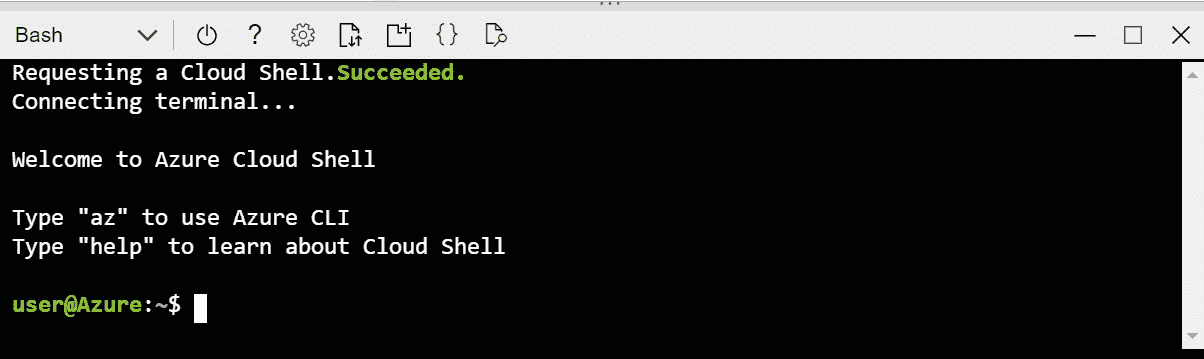 Bash
?
{}
Requesting a Cloud Shell.Succeeded.
Connecting terminal...
Welcome to Azure Cloud Shell
Type "az" to use Azure CLI
Type "help" to learn about Cloud Shell
user@Azure:~$